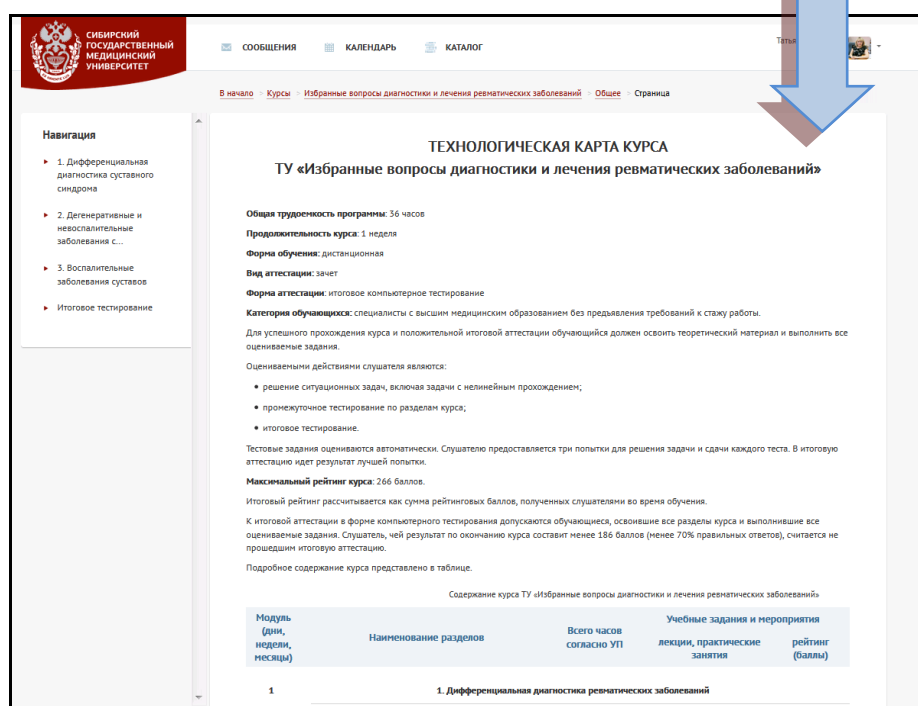 СИБИРСКИЙ
ГОСУДАРСТВЕННЫЙ
МЕДИЦИНСКИЙ
УНИВЕРСИТЕТ
СООБЩЕНИЯ
КАЛЕНДАРЬ
КАТАЛОГ
В начало > Курсы > Избранные вопросы диагностики и лечения ревматических заболеваний > Общее > Страница
Навигация
1. Дифференциальная
диагностика суставного
синдрома
2. Дегенеративные и
невоспалительные
заболевания с...
3. Воспалительные
заболевания суставов
Итоговое тестирование
ТЕХНОЛОГИЧЕСКАЯ КАРТА КУРСА
ТУ «Избранные вопросы диагностики и лечения ревматических заболеваний»
Общая трудоемкость программы: 36 часов
Продолжительность курса: 1 неделя
Форма обучения: дистанционная
Вид аттестации: зачет
Форма аттестации: итоговое компьютерное тестирование
Категория обучающихся: специалисты с высшим медицинским образованием без предъявления требований к стажу работы.
Для успешного прохождения курса и положительной итоговой аттестации обучающийся должен освоить теоретический материал и выполнить все
оцениваемые задания.
Оцениваемыми действиями слушателя являются:
• решение ситуационных задач, включая задачи с нелинейным прохождением;
• промежуточное тестирование по разделам курса;
• итоговое тестирование.
Тестовые задания оцениваются автоматически. Слушателю предоставляется три попытки для решения задачи и сдачи каждого теста. В итоговую
аттестацию идет результат лучшей попытки.
Максимальный рейтинг курса: 266 баллов.
Итоговый рейтинг рассчитывается как сумма рейтинговых баллов, полученных слушателями во время обучения.
К итоговой аттестации в форме компьютерного тестирования допускаются обучающиеся, освоившие все разделы курса и выполнившие все
оцениваемые задания. Слушатель, чей результат по окончанию курса составит менее 186 баллов (менее 70% правильных ответов), считается не
прошедшим итоговую аттестацию.
Подробное содержание курса представлено в таблице.
Содержание курса ТУ «Избранные вопросы диагностики и лечения ревматических заболеваний»
Модуль
(дни,
недели,
месяцы)
Наименование разделов
Всего часов
согласно УП
Учебные задания и мероприятия
лекции, практические
занятия
рейтинг
(баллы)
1
1. Дифференциальная диагностика ревматических заболеваний